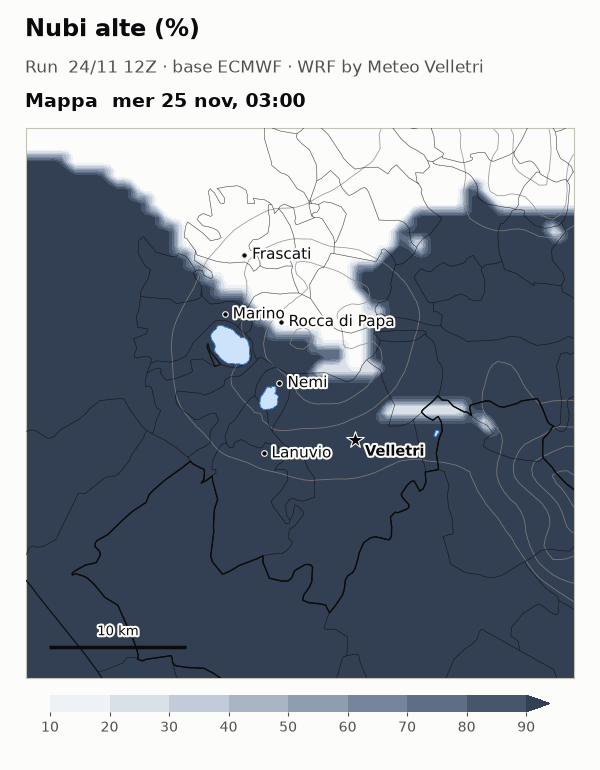 Nubi alte (%)
Run  24/11 12Z · base ECMWF · WRF by Meteo Velletri
Mappa  mer 25 nov, 03:00
Frascati
Marino
Rocca di Papa
Nemi
Velletri
Lanuvio
10 km
10 20 30 40 50 60 70 80 90